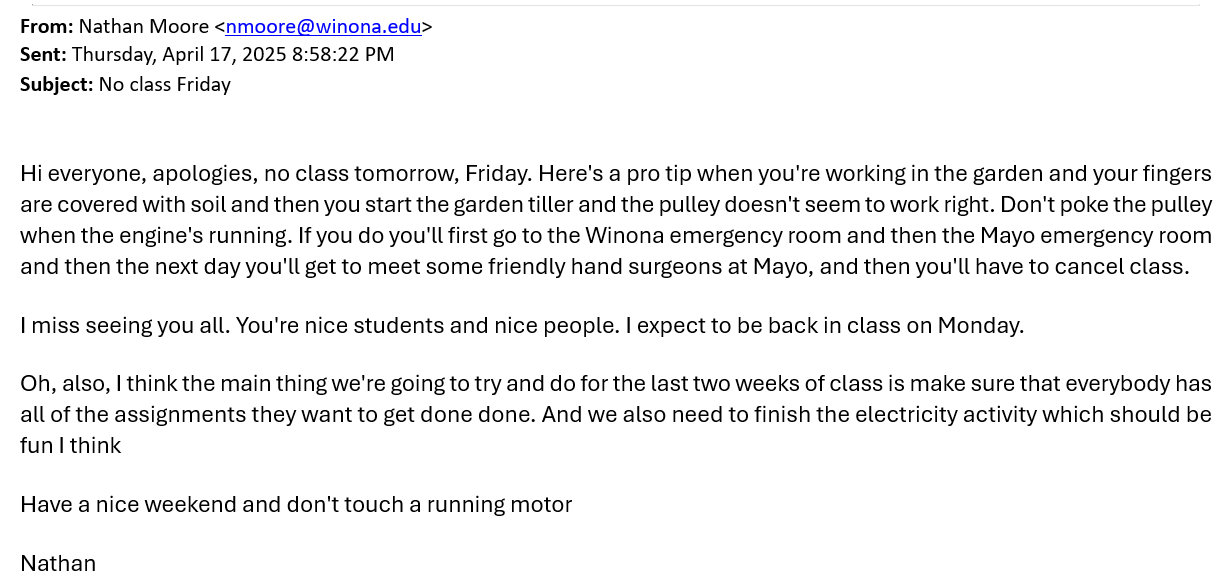 From: Nathan Moore <nmoore@winona.edu>
Sent: Thursday, April 17, 2025 8:58:22 PM
Subject: No class Friday
Hi everyone, apologies, no class tomorrow, Friday. Here's a pro tip when you're working in the garden and your fingers
are covered with soil and then you start the garden tiller and the pulley doesn't seem to work right. Don't poke the pulley
when the engine's running. If you do you'll first go to the Winona emergency room and then the Mayo emergency room
and then the next day you'll get to meet some friendly hand surgeons at Mayo, and then you'll have to cancel class.
I miss seeing you all. You're nice students and nice people. I expect to be back in class on Monday.
Oh, also, I think the main thing we're going to try and do for the last two weeks of class is make sure that everybody has
all of the assignments they want to get done done. And we also need to finish the electricity activity which should be
fun I think
Have a nice weekend and don't touch a running motor
Nathan